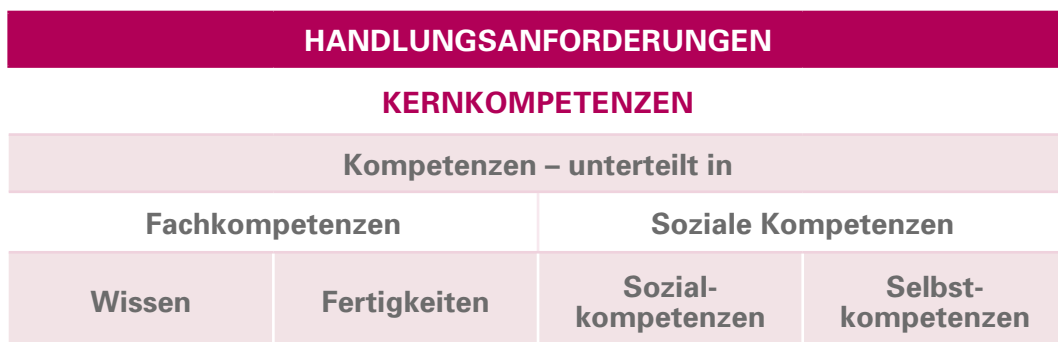 HANDLUNGSANFORDERUNGEN
KERNKOMPETENZEN
Kompetenzen – unterteilt in
Fachkompetenzen
Soziale Kompetenzen
Wissen
Fertigkeiten
Sozial-
kompetenzen
Selbst-
kompetenzen